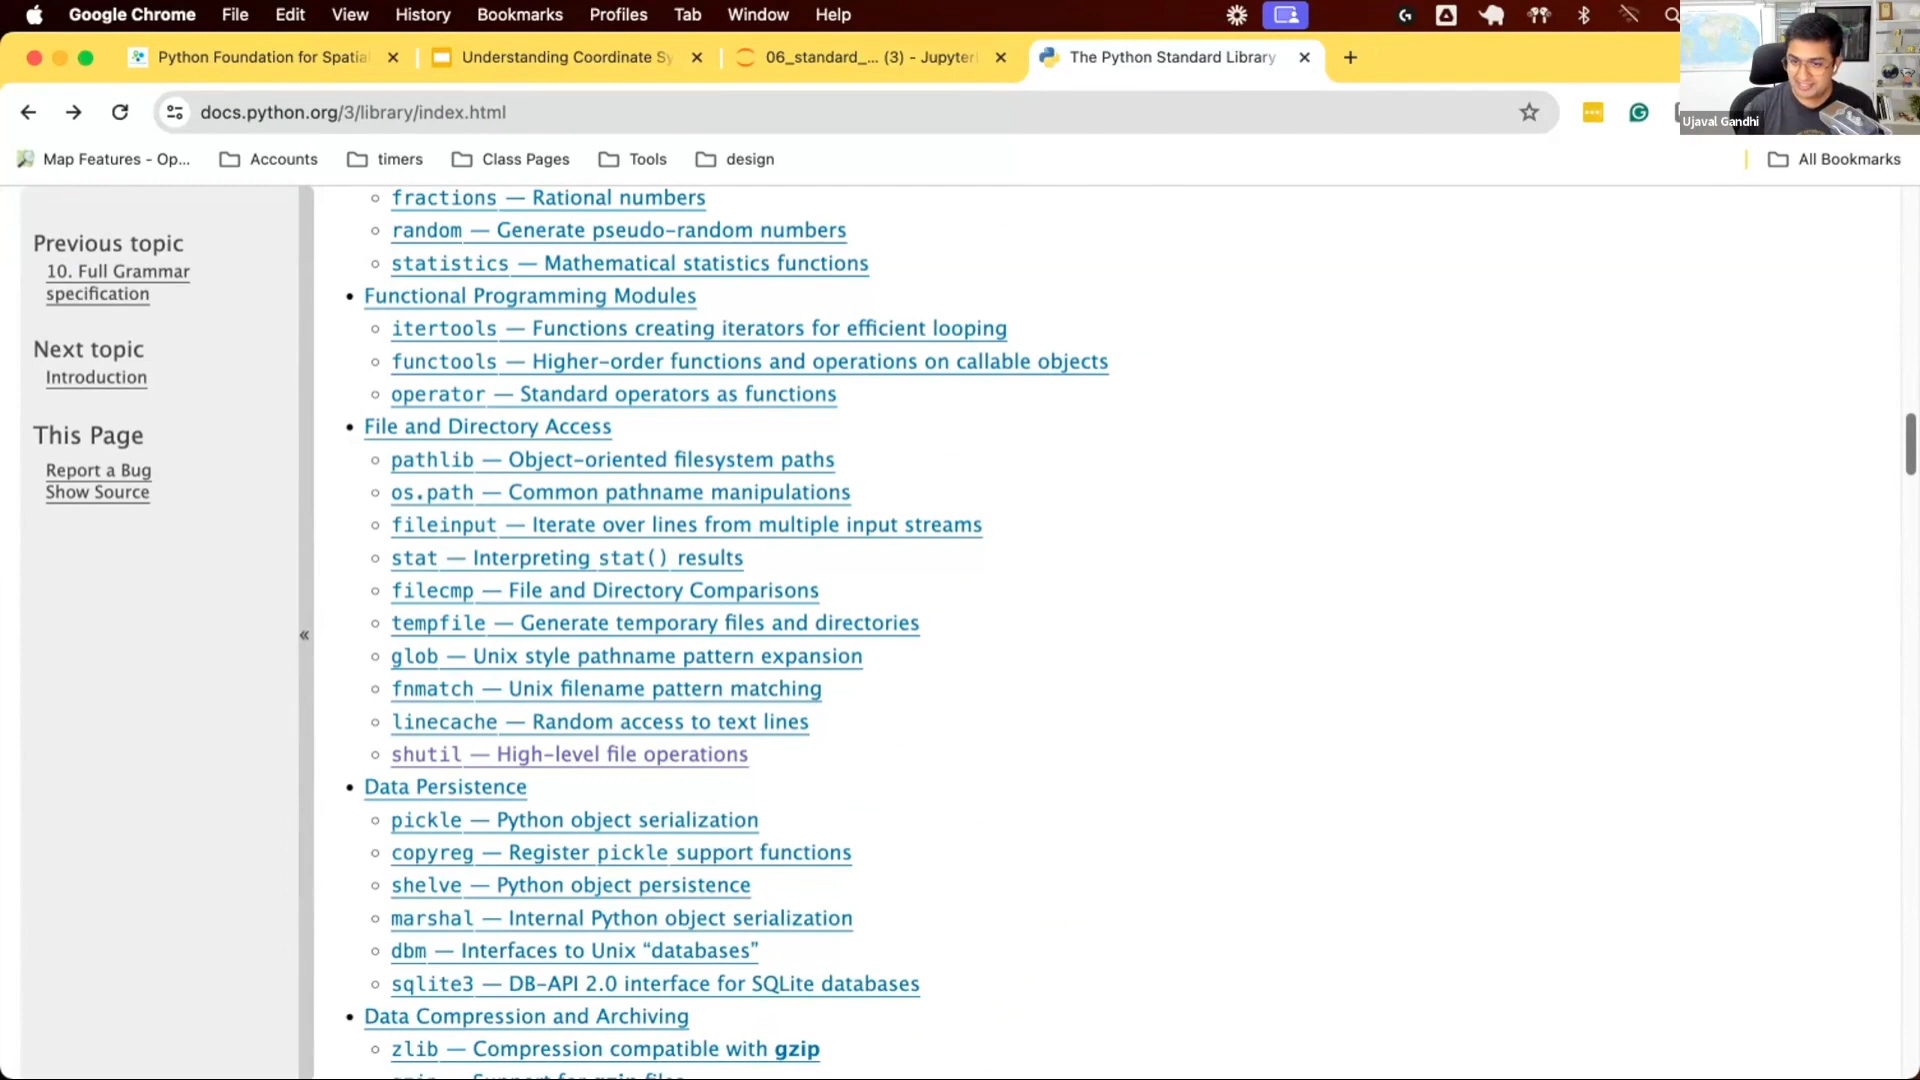 Google Chrome File Edit View History Bookmarks Profiles Tab Window Help
Python Foundation for Spatia
Understanding Coordinate Sy
06_standard_... (3) - Jupyter
The Python Standard Library
docs.python.org/3/library/index.html
Ujaval Gandhi
Map Features - Op... Accounts timers Class Pages Tools design All Bookmarks
Previous topic
10. Full Grammar
specification
Next topic
Introduction
This Page
Report a Bug
Show Source
fractions — Rational numbers
random — Generate pseudo-random numbers
statistics — Mathematical statistics functions
Functional Programming Modules
itertools — Functions creating iterators for efficient looping
functools — Higher-order functions and operations on callable objects
operator — Standard operators as functions
File and Directory Access
pathlib — Object-oriented filesystem paths
os.path — Common pathname manipulations
fileinput — Iterate over lines from multiple input streams
stat — Interpreting stat() results
filecmp — File and Directory Comparisons
tempfile — Generate temporary files and directories
glob — Unix style pathname pattern expansion
fnmatch — Unix filename pattern matching
linecache — Random access to text lines
shutil — High-level file operations
Data Persistence
pickle — Python object serialization
copyreg — Register pickle support functions
shelve — Python object persistence
marshal — Internal Python object serialization
dbm — Interfaces to Unix “databases”
sqlite3 — DB-API 2.0 interface for SQLite databases
Data Compression and Archiving
zlib — Compression compatible with gzip
gzip — Support for gzip files